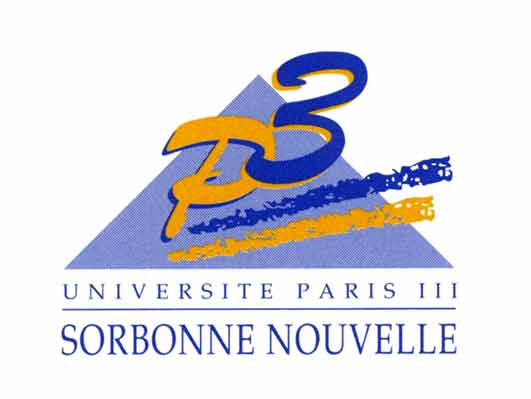 P3
UNIVERSITE PARIS III
SORBONNE NOUVELLE